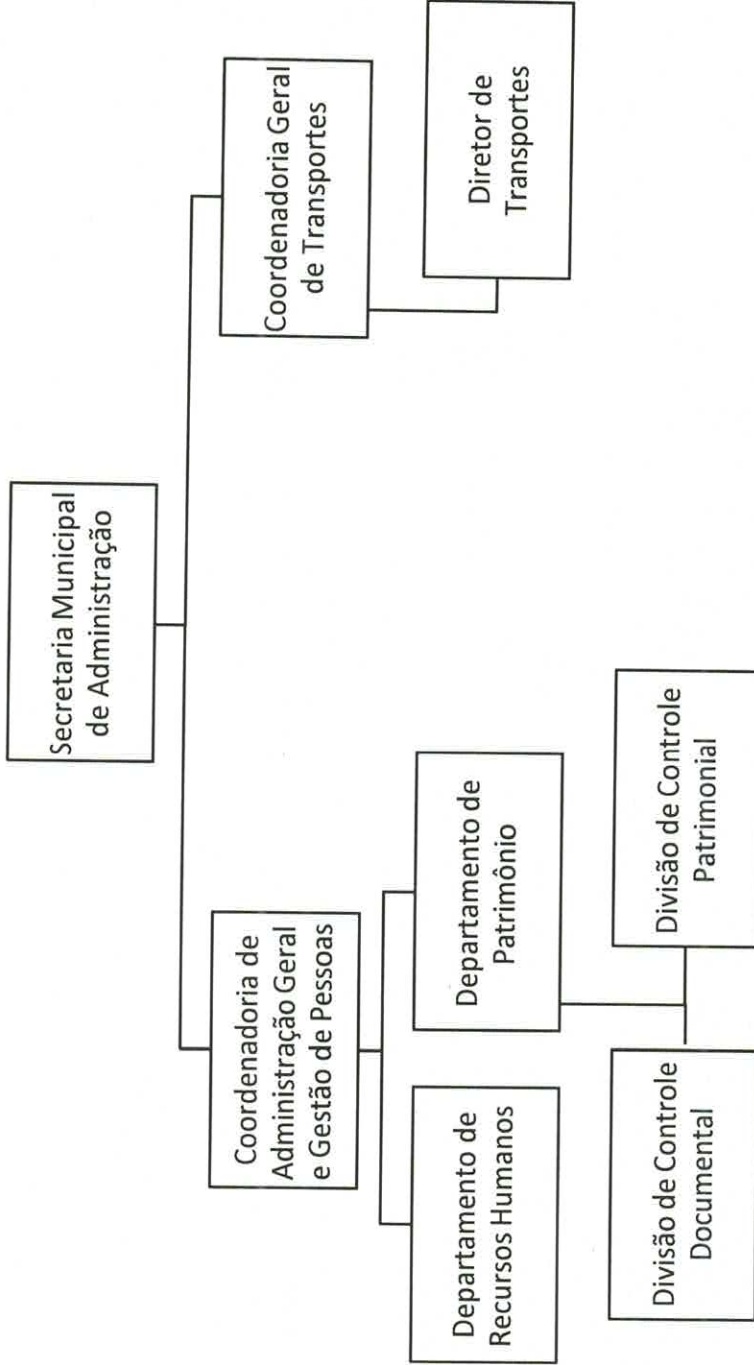 Secretaria Municipal
de Administração
Coordenadoria de
Administração Geral
e Gestão de Pessoas
Coordenadoria Geral
de Transportes
Departamento de
Recursos Humanos
Departamento de
Patrimônio
Diretor de
Transportes
Divisão de Controle
Documental
Divisão de Controle
Patrimonial